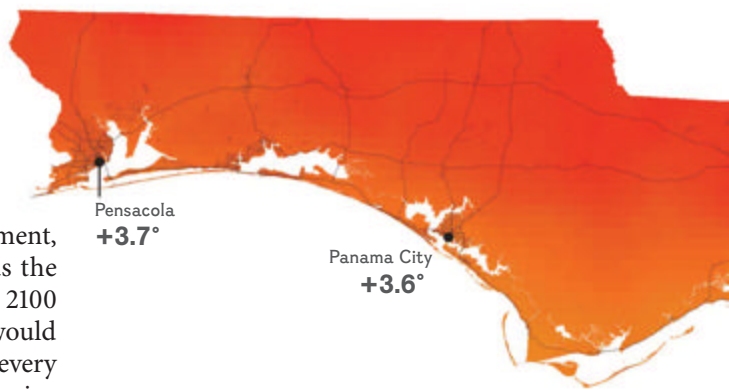 Pensacola
+3.7°
Panama City
+3.6°
ment,
s the
2100
would
every